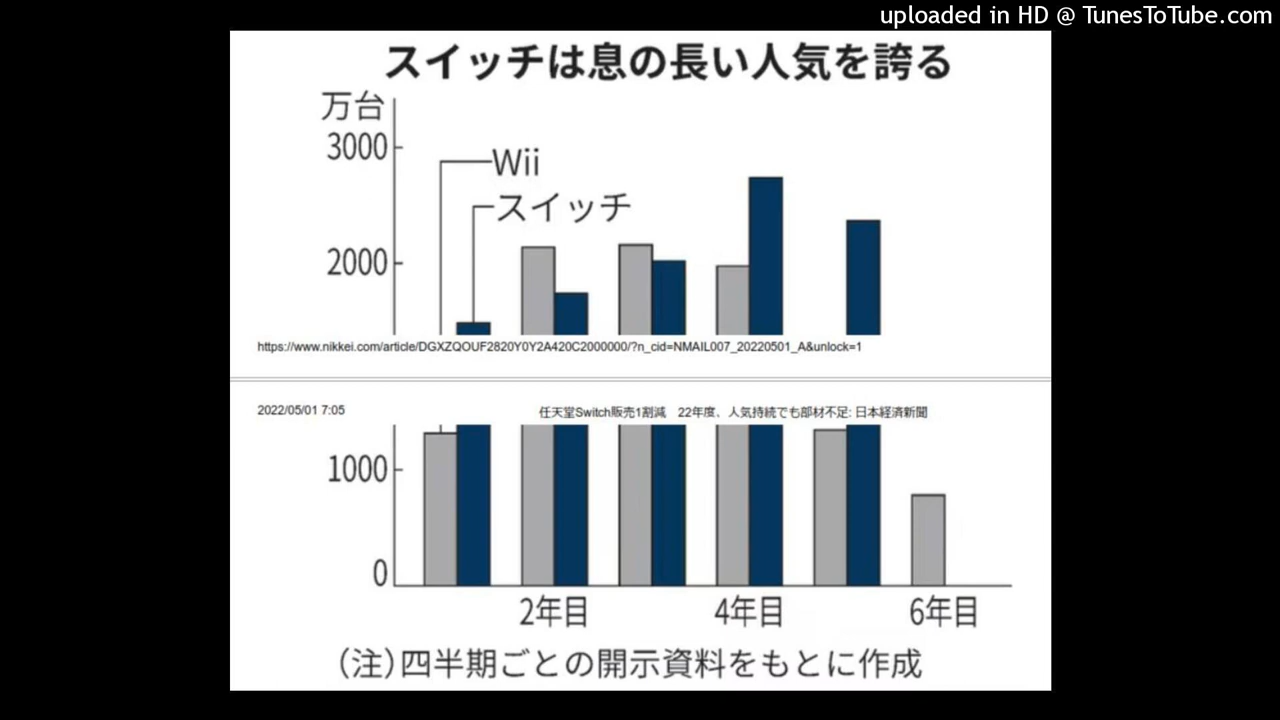 uploaded in HD @ TunesToTube.com
スイッチは息の長い人気を誇る
万台
3000
Wii
スイッチ
2000
https://www.nikkei.com/article/DGXZQOUF2820Y0Y2A420C2000000/?n_cid=NMAIL007_20220501_A&unlock=1
2022/05/01 7:05 任天堂Switch販売1割減　22年度、人気持続でも部材不足: 日本経済新聞
1000
0
2年目 4年目 6年目
（注）四半期ごとの開示資料をもとに作成